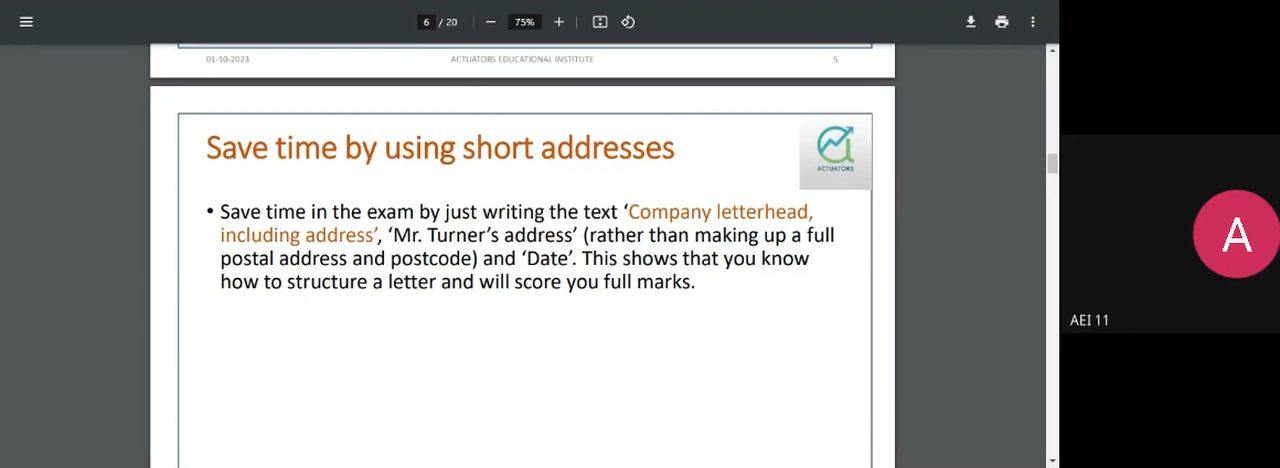 6 / 20
75%
01-10-2023 ACTUATORS EDUCATIONAL INSTITUTE 5
Save time by using short addresses
ACTUATORS
• Save time in the exam by just writing the text ‘Company letterhead,
including address’, ‘Mr. Turner’s address’ (rather than making up a full
postal address and postcode) and ‘Date’. This shows that you know
how to structure a letter and will score you full marks.
A
AEI 11